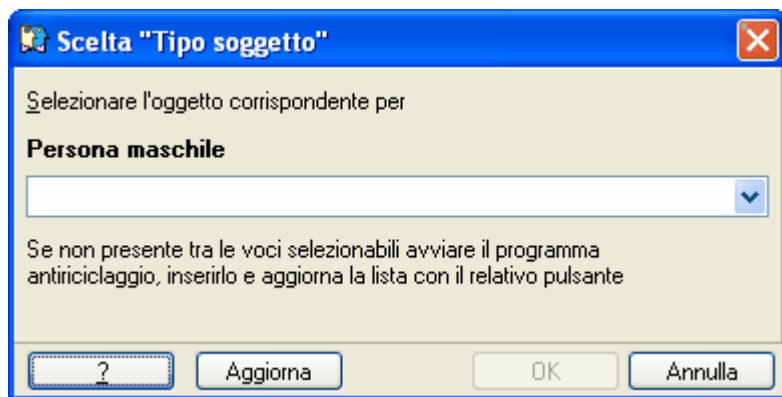 Scelta "Tipo soggetto"
Selezionare l'oggetto corrispondente per
Persona maschile
Se non presente tra le voci selezionabili avviare il programma
antiriciclaggio, inserirlo e aggiorna la lista con il relativo pulsante
? Aggiorna OK Annulla